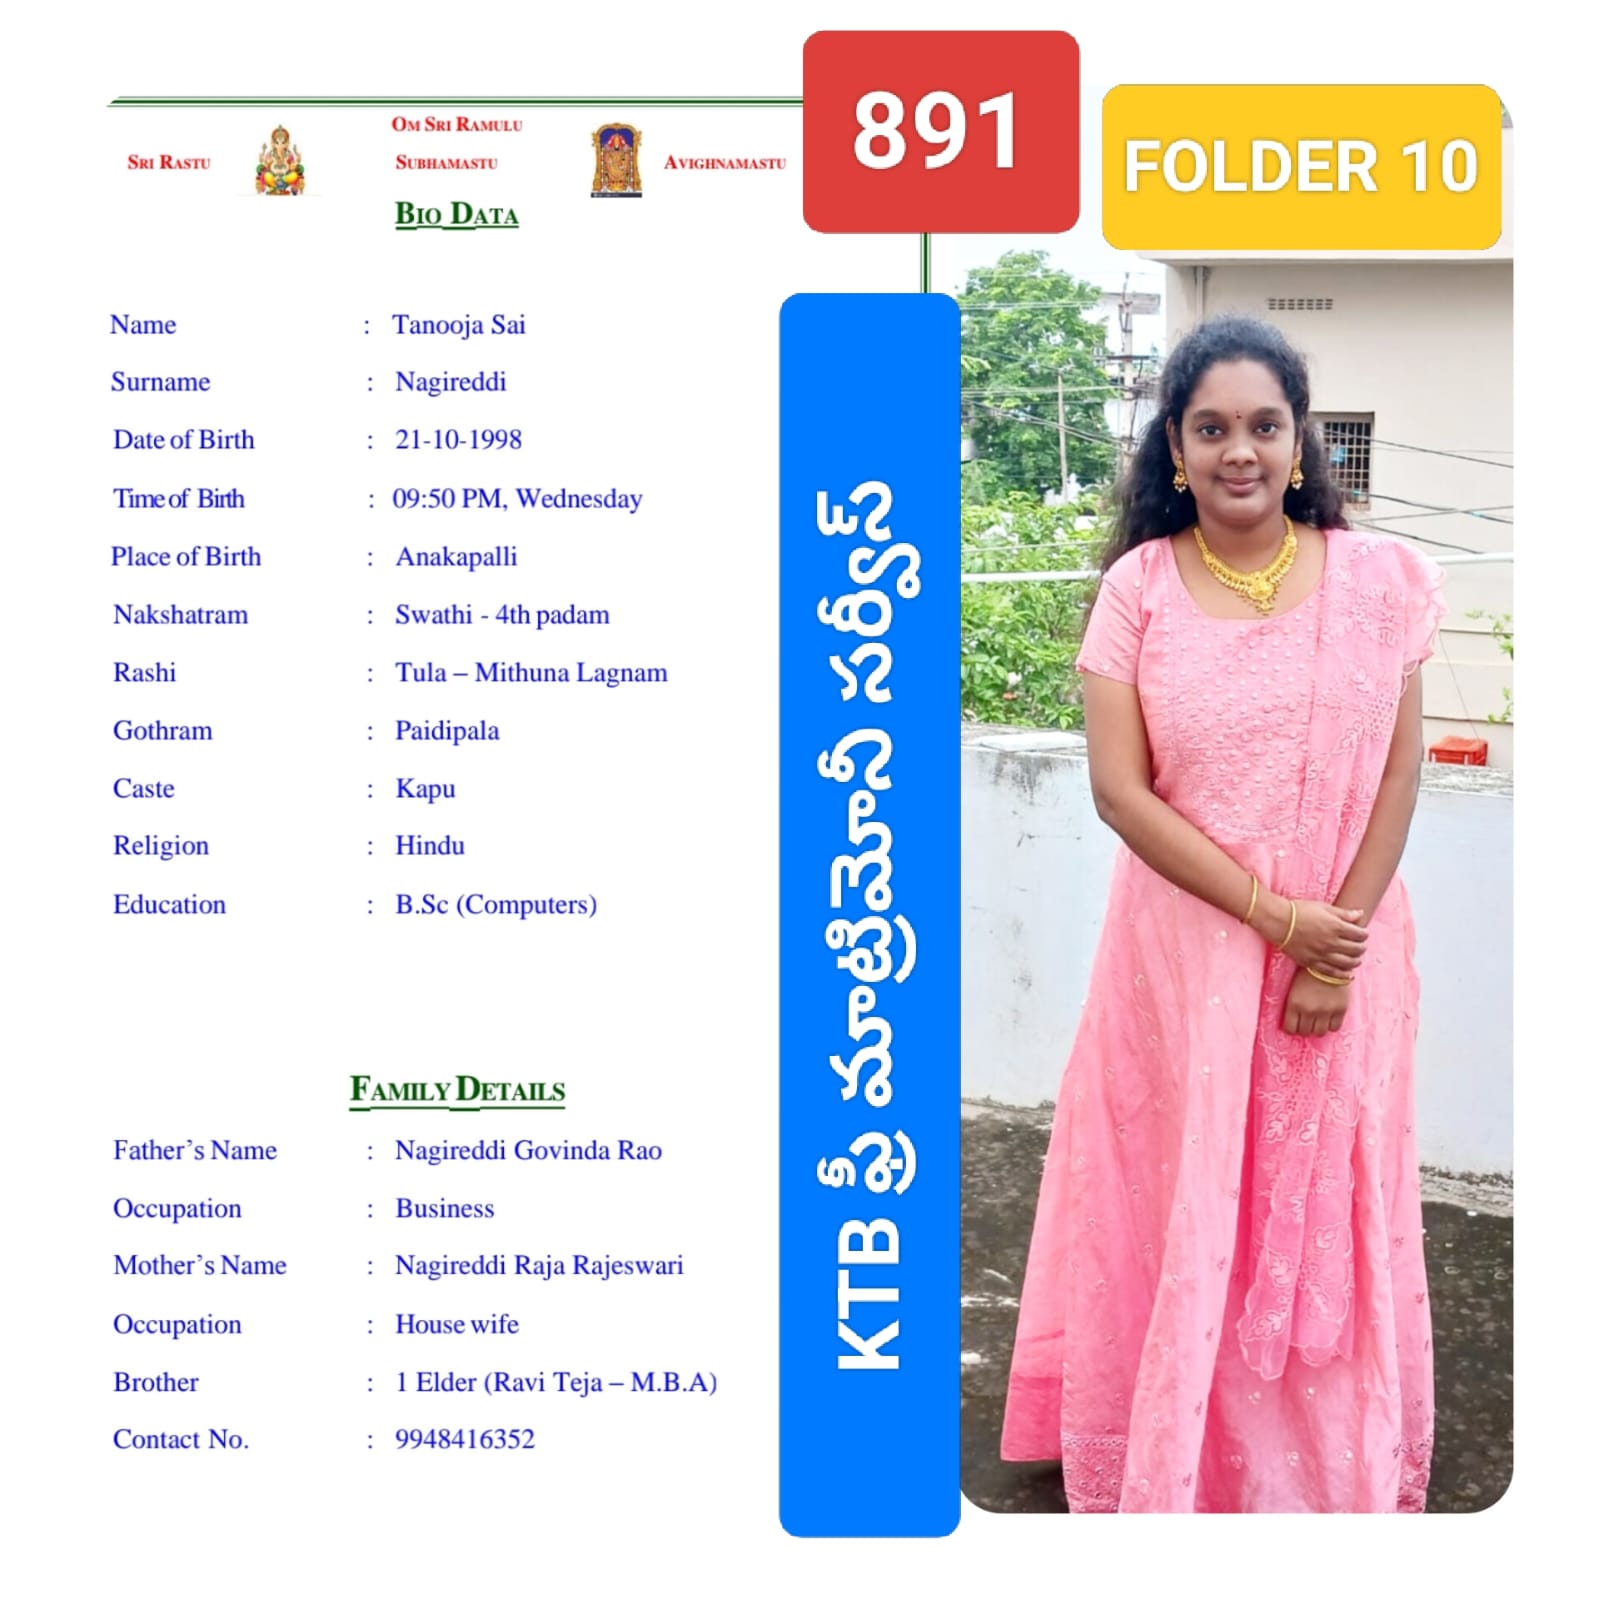 891
FOLDER 10
OM SRI RAMULU
SRI RASTU SUBHAMASTU AVIGHNAMASTU
BIO DATA
Name : Tanooja Sai
Surname : Nagireddi
Date of Birth : 21-10-1998
Time of Birth : 09:50 PM, Wednesday
Place of Birth : Anakapalli
Nakshatram : Swathi - 4th padam
Rashi : Tula – Mithuna Lagnam
Gothram : Paidipala
Caste : Kapu
Religion : Hindu
Education : B.Sc (Computers)
FAMILY DETAILS
Father’s Name : Nagireddi Govinda Rao
Occupation : Business
Mother’s Name : Nagireddi Raja Rajeswari
Occupation : House wife
Brother : 1 Elder (Ravi Teja – M.B.A)
Contact No. : 9948416352
KTB ఫ్రీ మాట్రిమోనీ సర్వీస్